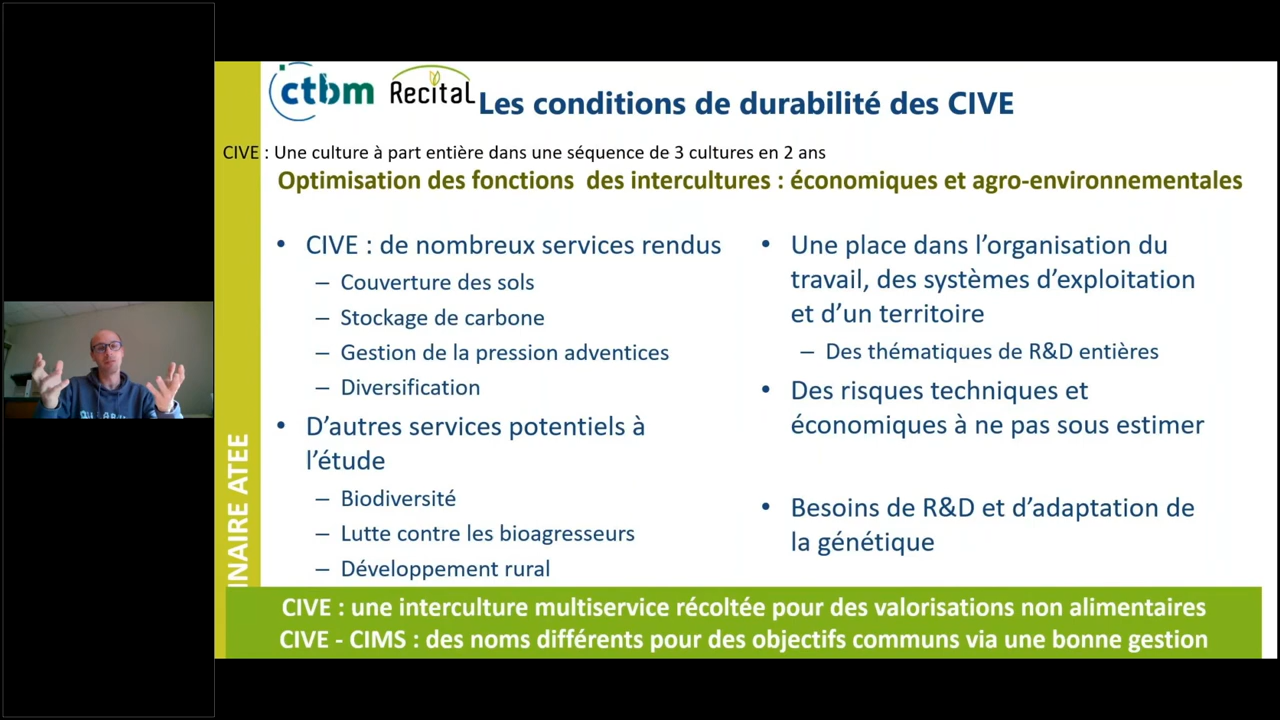 ctbm Recital
Les conditions de durabilité des CIVE
CIVE : Une culture à part entière dans une séquence de 3 cultures en 2 ans
Optimisation des fonctions des intercultures : économiques et agro-environnementales
• CIVE : de nombreux services rendus
– Couverture des sols
– Stockage de carbone
– Gestion de la pression adventices
– Diversification
• D'autres services potentiels à
l'étude
– Biodiversité
– Lutte contre les bioagresseurs
– Développement rural
• Une place dans l'organisation du
travail, des systèmes d'exploitation
et d'un territoire
– Des thématiques de R&D entières
• Des risques techniques et
économiques à ne pas sous estimer
• Besoins de R&D et d'adaptation de
la génétique
INAIRE ATEE
CIVE : une interculture multiservice récoltée pour des valorisations non alimentaires
CIVE - CIMS : des noms différents pour des objectifs communs via une bonne gestion